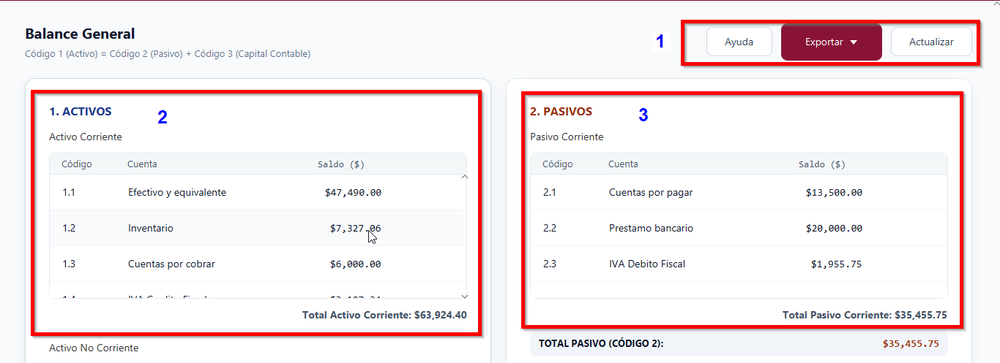 Balance General
Código 1 (Activo) = Código 2 (Pasivo) + Código 3 (Capital Contable)
1
Ayuda
Exportar
Actualizar
1. ACTIVOS
2
Activo Corriente
Código Cuenta Saldo ($)
1.1 Efectivo y equivalente $47,490.00
1.2 Inventario $7,327.06
1.3 Cuentas por cobrar $6,000.00
Total Activo Corriente: $63,924.40
Activo No Corriente
2. PASIVOS
3
Pasivo Corriente
Código Cuenta Saldo ($)
2.1 Cuentas por pagar $13,500.00
2.2 Prestamo bancario $20,000.00
2.3 IVA Debito Fiscal $1,955.75
Total Pasivo Corriente: $35,455.75
TOTAL PASIVO (CÓDIGO 2): $35,455.75